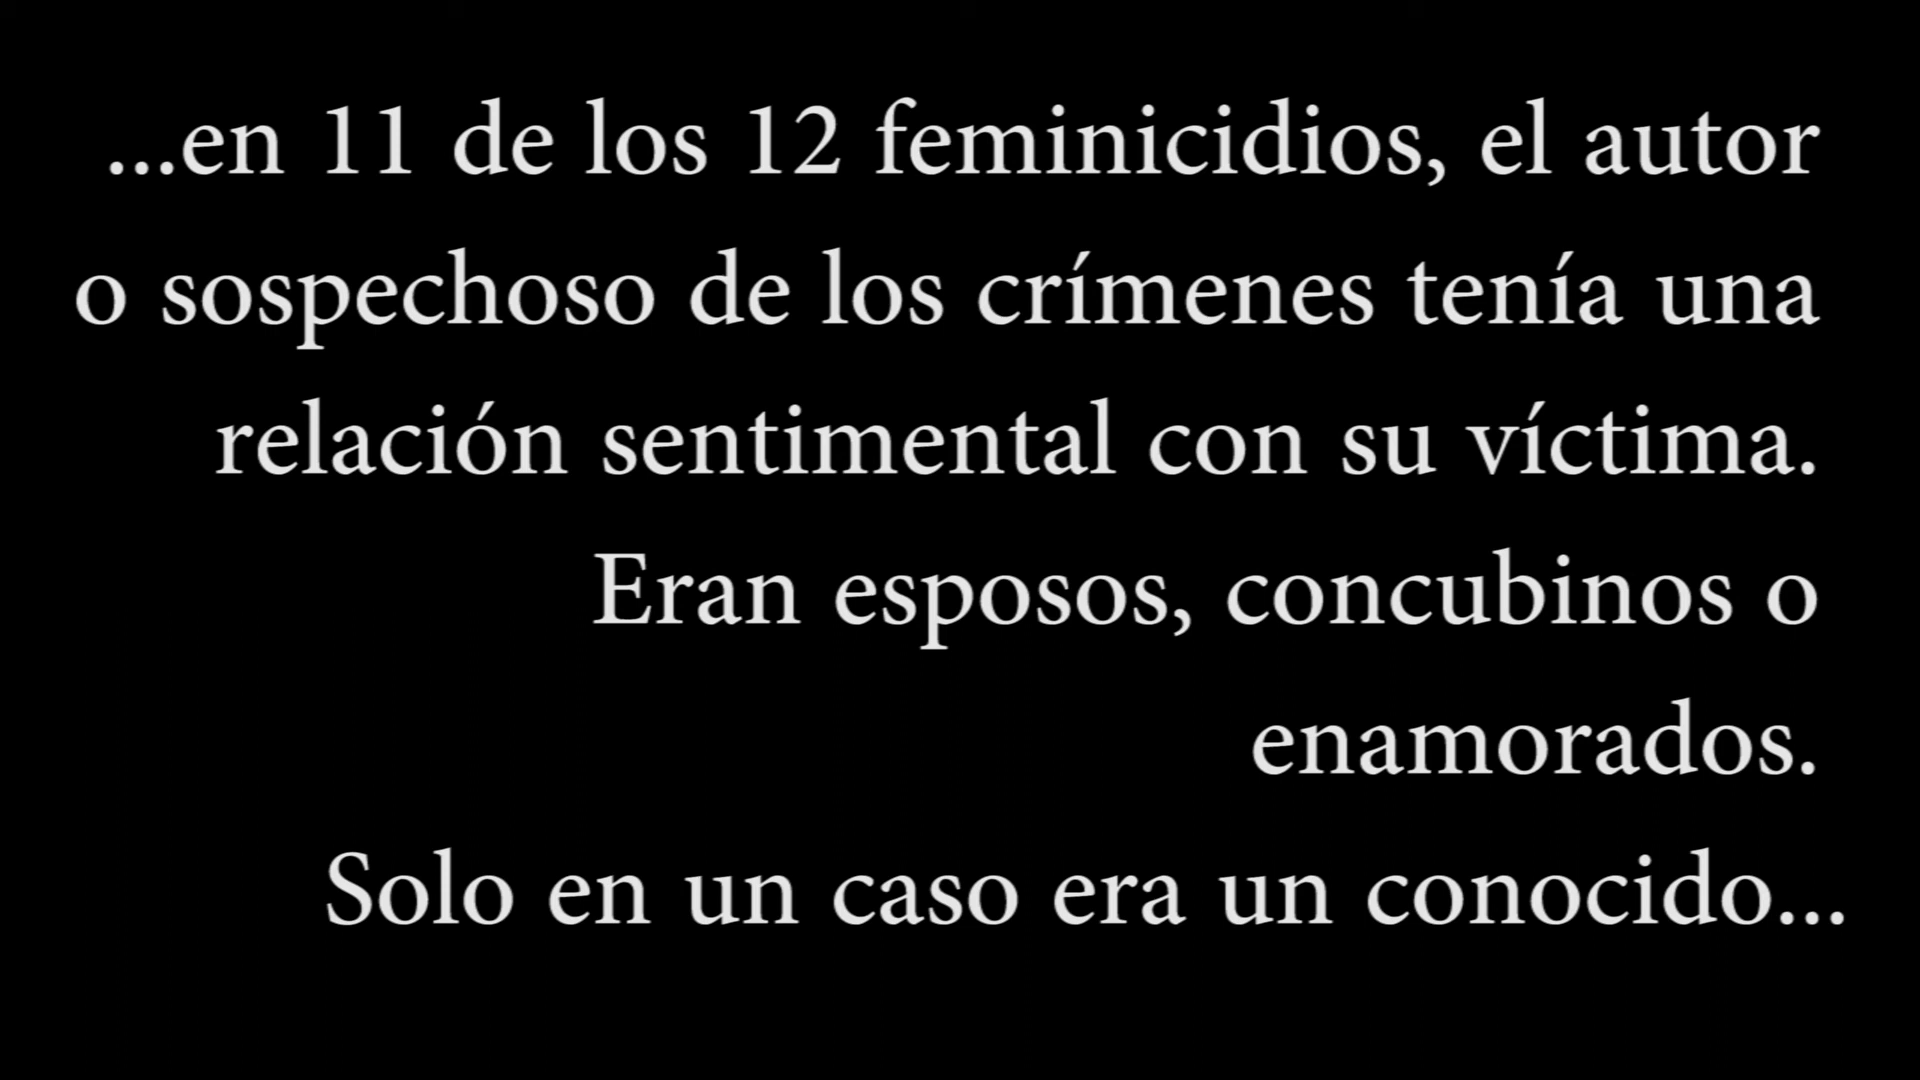 ...en 11 de los 12 feminicidios, el autor
o sospechoso de los crímenes tenía una
relación sentimental con su víctima.
Eran esposos, concubinos o
enamorados.
Solo en un caso era un conocido...